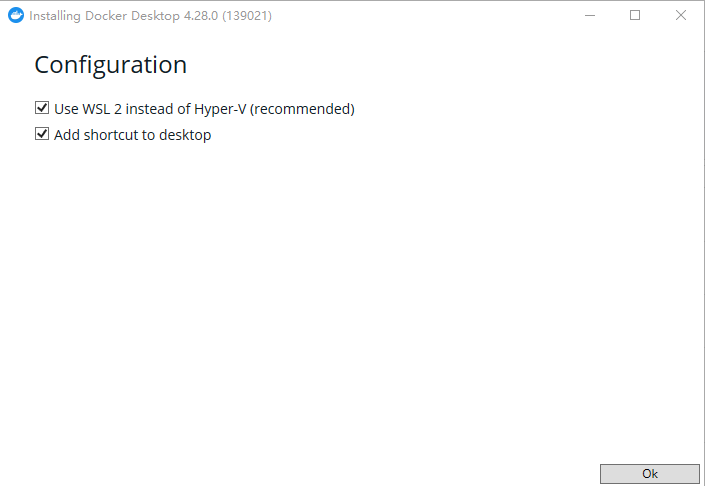 Installing Docker Desktop 4.28.0 (139021)
Configuration
Use WSL 2 instead of Hyper-V (recommended)
Add shortcut to desktop
Ok